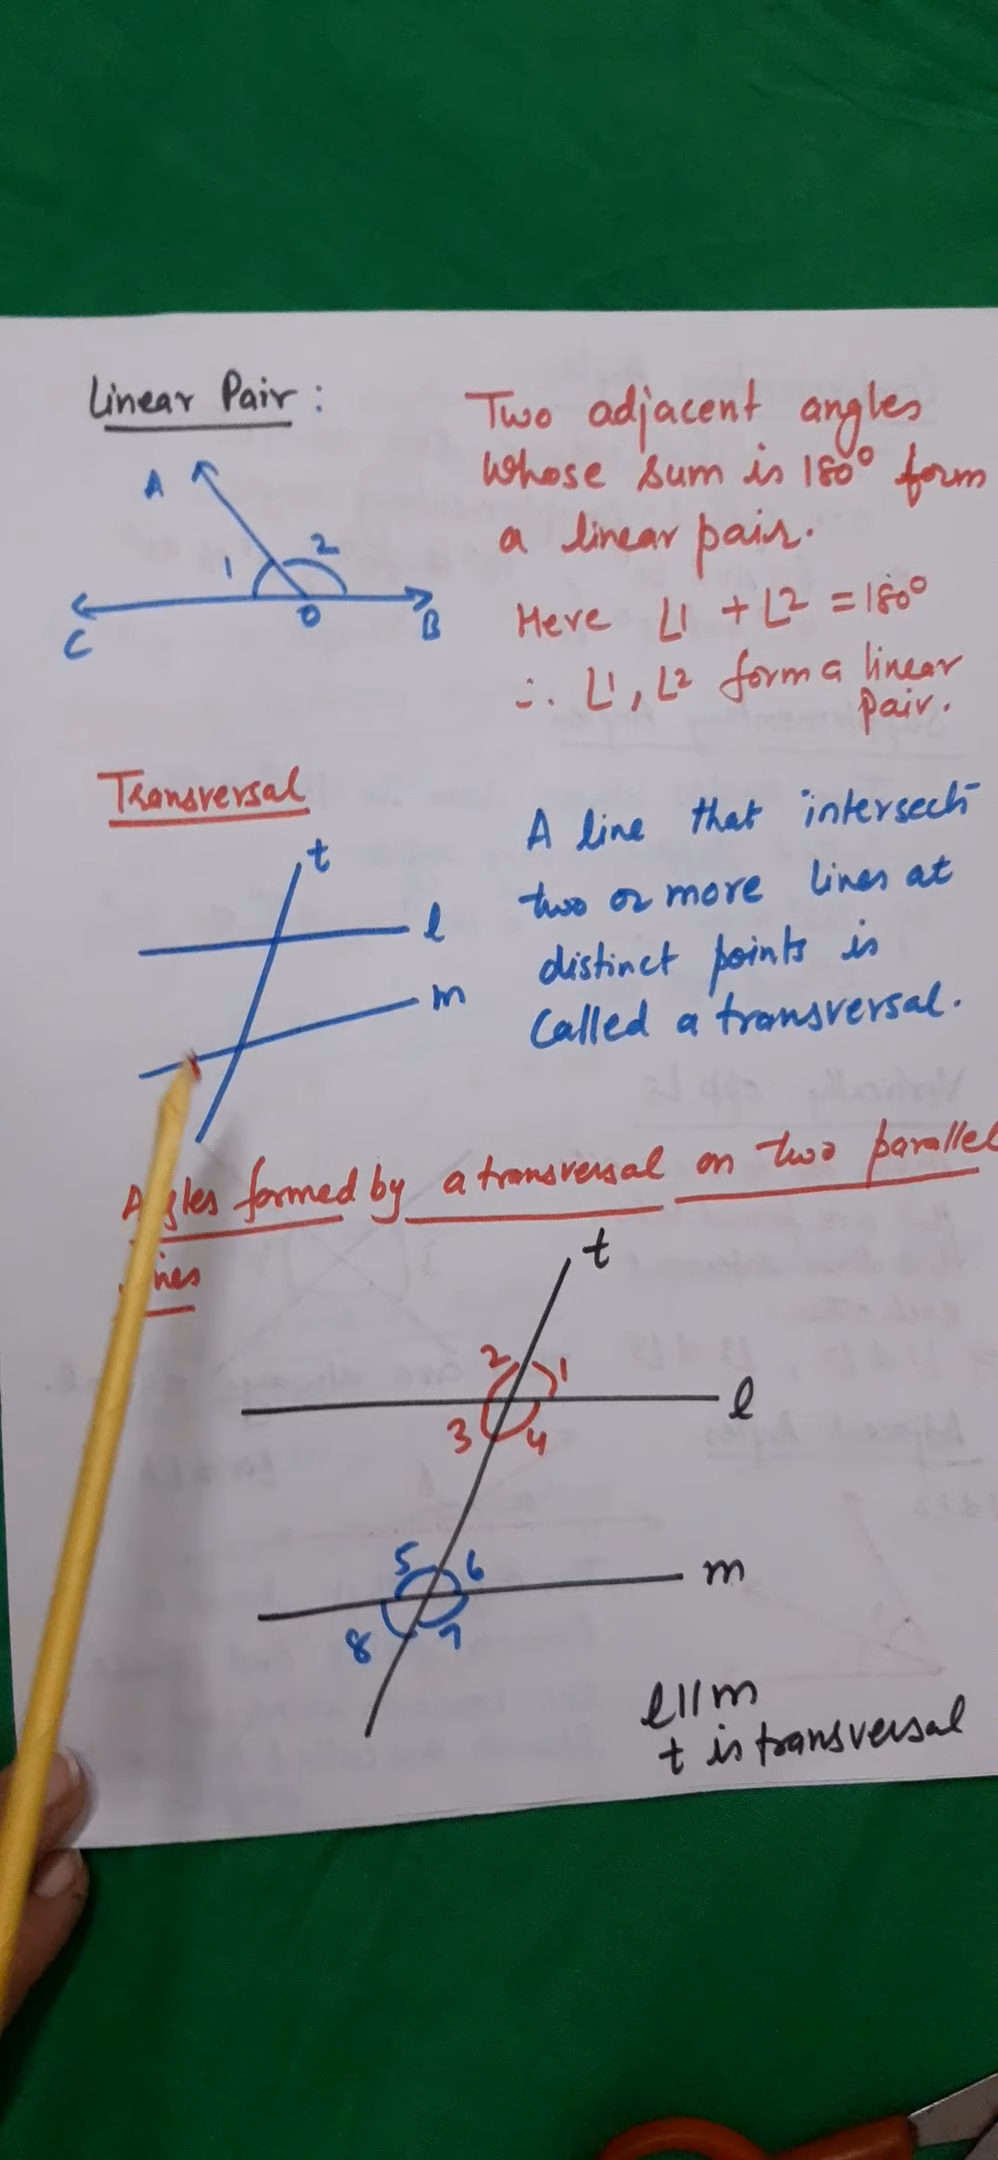 Linear Pair :
Two adjacent angles
whose sum is 180° form
a linear pair.
A
1 2
C O B
Here ∠1 + ∠2 = 180°
∴ ∠1, ∠2 form a linear
pair.
Transversal
t
l
m
A line that intersect
two or more lines at
distinct points is
called a transversal.
formed by a transversal on two parallel
t
2 1
l
3 4
5 6
m
8 7
l || m
t is transversal